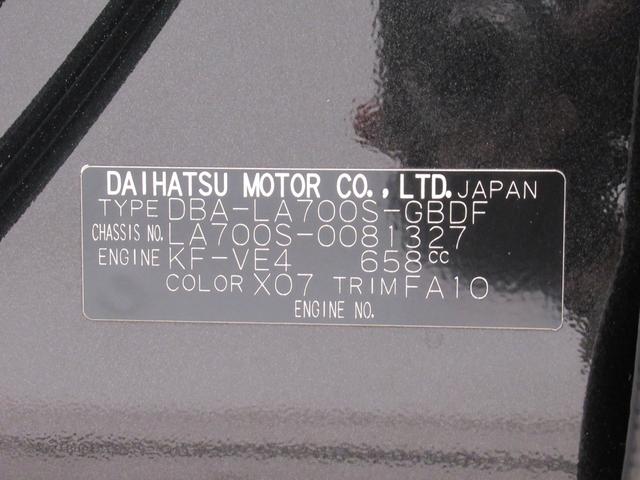 DAIHATSU MOTOR CO., LTD. JAPAN
TYPE DBA-LA700S-GBDF
CHASSIS NO. LA700S-0081327
ENGINE KF-VE4 658cc
COLOR X07 TRIM FA10
ENGINE NO.